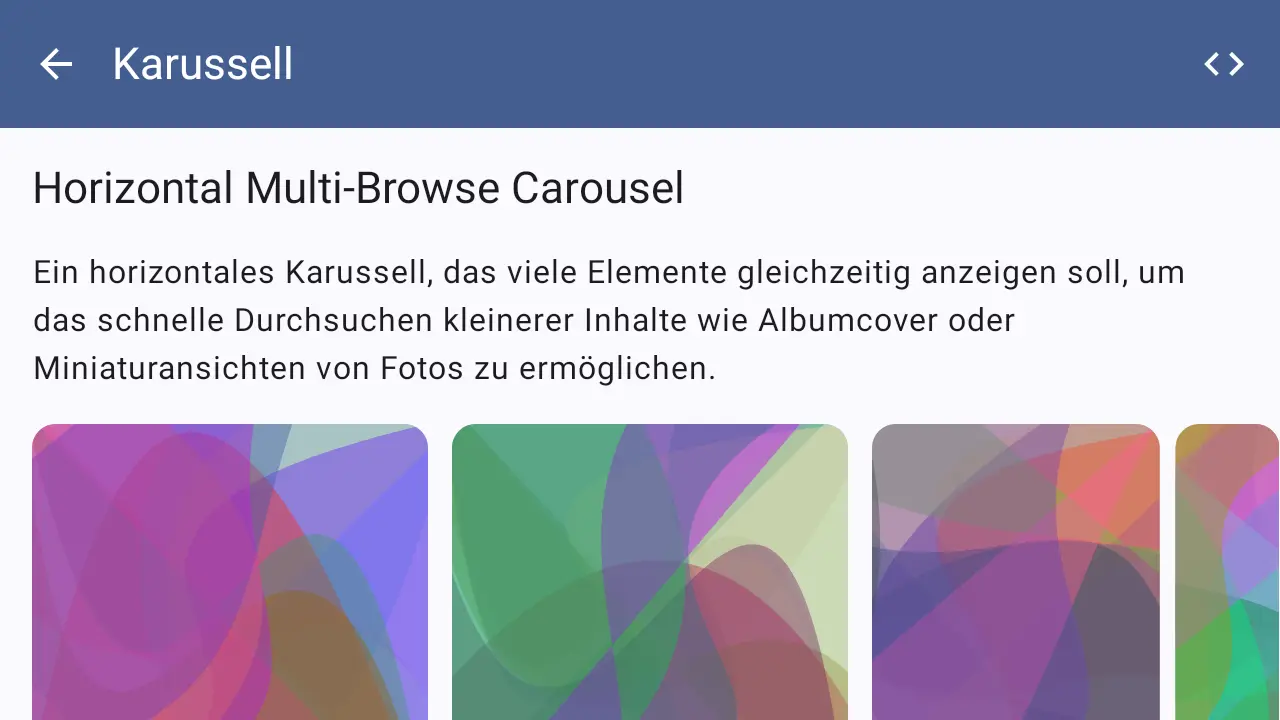 Karussell
Horizontal Multi-Browse Carousel
Ein horizontales Karussell, das viele Elemente gleichzeitig anzeigen soll, um
das schnelle Durchsuchen kleinerer Inhalte wie Albumcover oder
Miniaturansichten von Fotos zu ermöglichen.